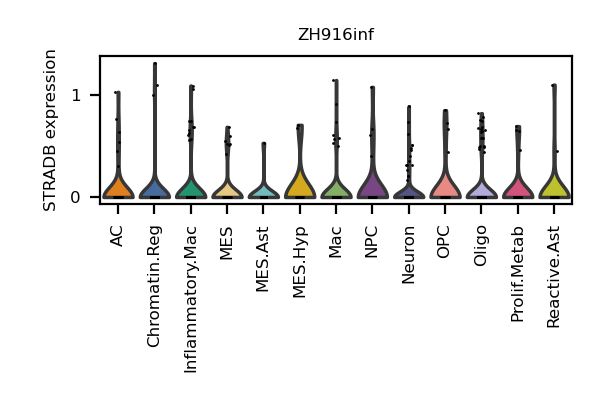 ZH916inf
STRADB expression
1
0
AC
Chromatin.Reg
Inflammatory.Mac
MES
MES.Ast
MES.Hyp
Mac
NPC
Neuron
OPC
Oligo
Prolif.Metab
Reactive.Ast